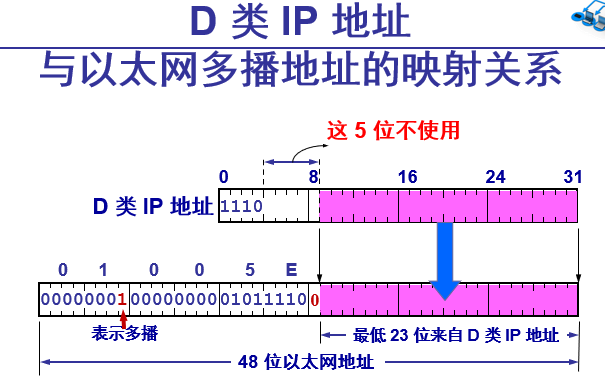 D 类 IP 地址
与以太网多播地址的映射关系
这 5 位不使用
0 8 16 24 31
D 类 IP 地址 1110
0 1 0 0 5 E
00000001 00000000 01011110 0
表示多播
最低 23 位来自 D 类 IP 地址
48 位以太网地址